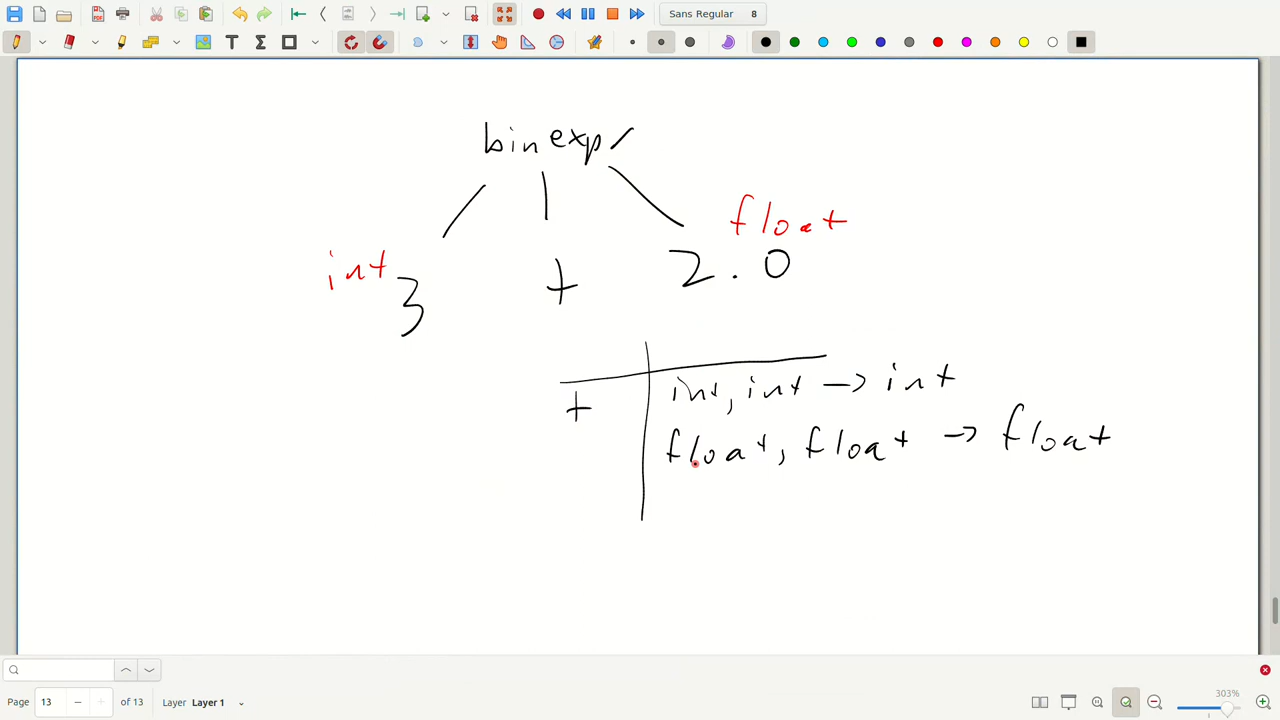 Sans Regular 8
binexpr
float
int
3 + 2.0
+ int, int → int
float, float → float
Page 13 of 13 Layer Layer 1
303%